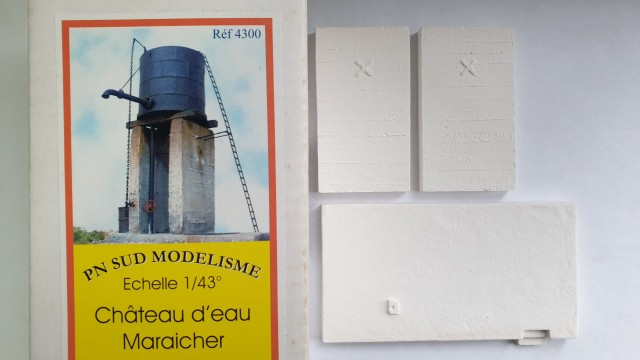 Réf 4300
PN SUD MODELISME
Echelle 1/43°
Château d'eau
Maraicher